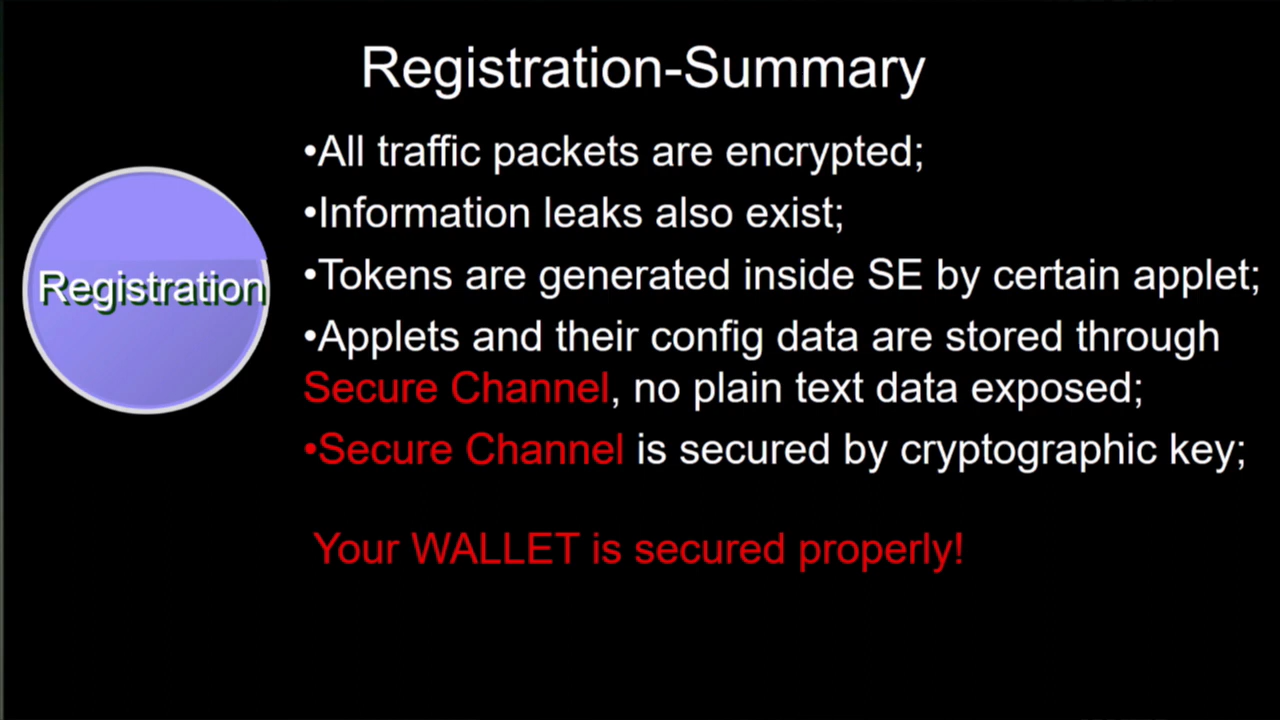 Registration-Summary
•All traffic packets are encrypted;
•Information leaks also exist;
Registration
•Tokens are generated inside SE by certain applet;
•Applets and their config data are stored through
Secure Channel, no plain text data exposed;
•Secure Channel is secured by cryptographic key;
Your WALLET is secured properly!